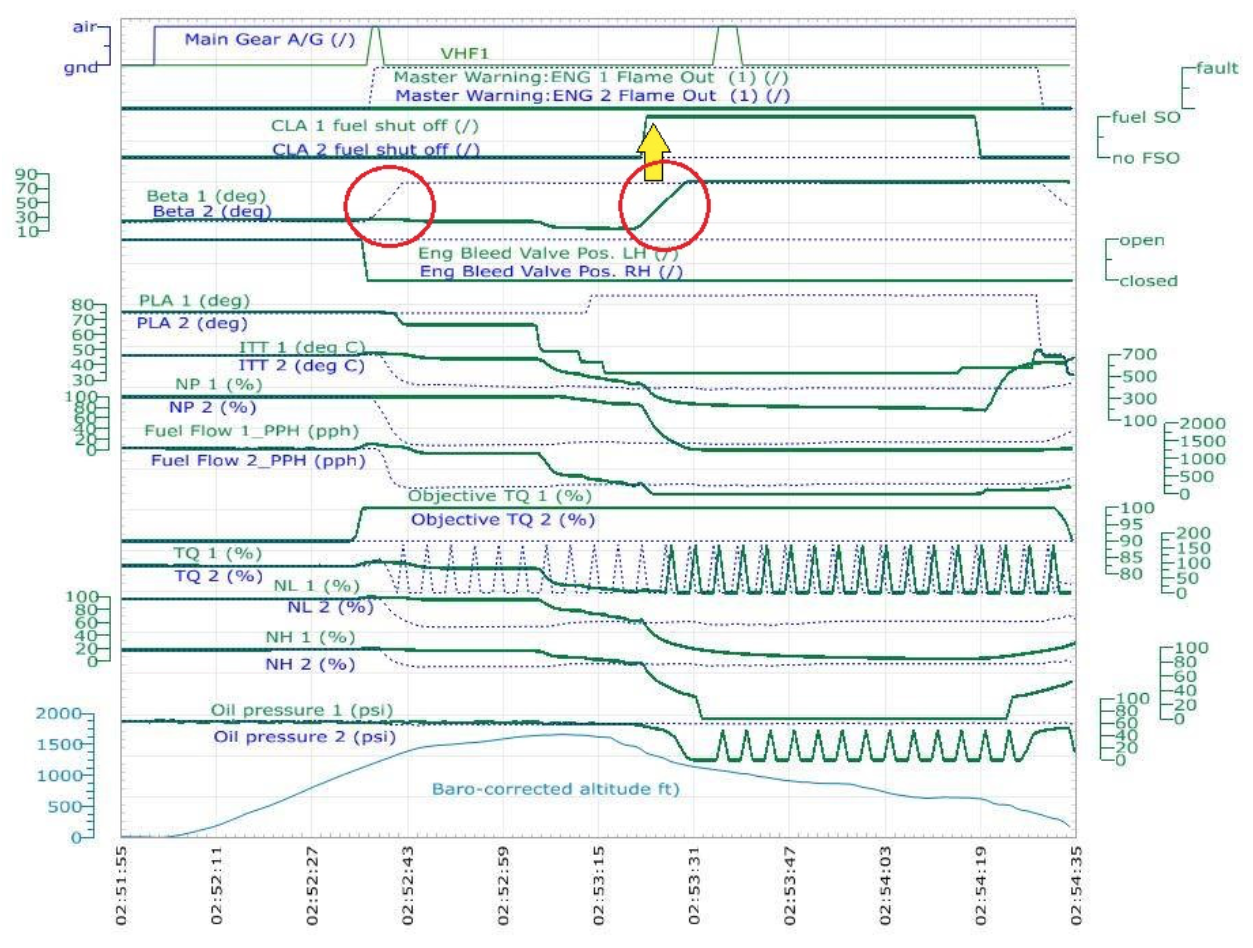 air
Main Gear A/G (/)
VHF1
gnd
Master Warning:ENG 1 Flame Out (1) (/)
fault
Master Warning:ENG 2 Flame Out (1) (/)
CLA 1 fuel shut off (/)
fuel SO
CLA 2 fuel shut off (/)
no FSO
90
70
50
30
10
Beta 1 (deg)
Beta 2 (deg)
open
Eng Bleed Valve Pos. LH (/)
Eng Bleed Valve Pos. RH (/)
closed
80
70
60
50
40
30
PLA 1 (deg)
PLA 2 (deg)
ITT 1 (deg C)
ITT 2 (deg C)
700
500
300
100
NP 1 (%)
NP 2 (%)
100
80
60
40
20
0
Fuel Flow 1_PPH (pph)
Fuel Flow 2_PPH (pph)
2000
1500
1000
500
0
Objective TQ 1 (%)
Objective TQ 2 (%)
100
95
90
85
80
TQ 1 (%)
TQ 2 (%)
200
150
100
50
0
NL 1 (%)
NL 2 (%)
100
80
60
40
20
0
NH 1 (%)
NH 2 (%)
100
80
60
40
20
0
Oil pressure 1 (psi)
Oil pressure 2 (psi)
100
80
60
40
20
0
2000
1500
1000
500
0
Baro-corrected altitude ft)
02:51:55
02:52:11
02:52:27
02:52:43
02:52:59
02:53:15
02:53:31
02:53:47
02:54:03
02:54:19
02:54:35